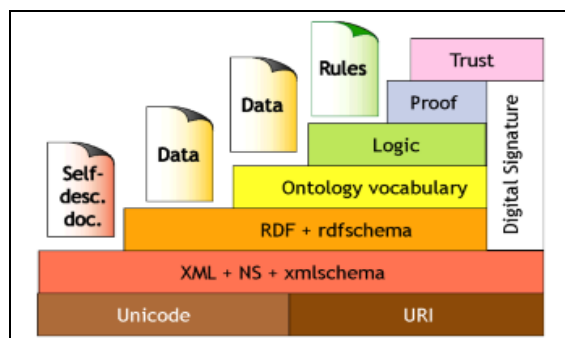 Trust
Rules
Proof
Data
Logic
Data
Digital Signature
Self-
desc.
doc.
Ontology vocabulary
RDF + rdfschema
XML + NS + xmlschema
Unicode
URI